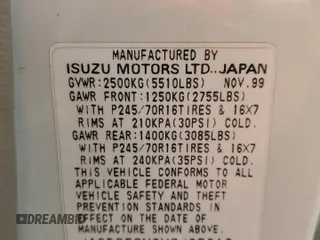 MANUFACTURED BY
ISUZU MOTORS LTD., JAPAN
GVWR:2500KG(5510LBS) NOV.99
GAWR FRONT:1250KG(2755LBS)
WITH P245/70R16TIRES & 16X7
RIMS AT 210KPA(30PSI) COLD.
GAWR REAR:1400KG(3085LBS)
WITH P245/70R16TIRES & 16X7
RIMS AT 240KPA(35PSI) COLD.
THIS VEHICLE CONFORMS TO ALL
APPLICABLE FEDERAL MOTOR
VEHICLE SAFETY AND THEFT
PREVENTION STANDARDS IN
EFFECT ON THE DATE OF
MANUFACTURE SHOWN ABOVE.
DREAMBID